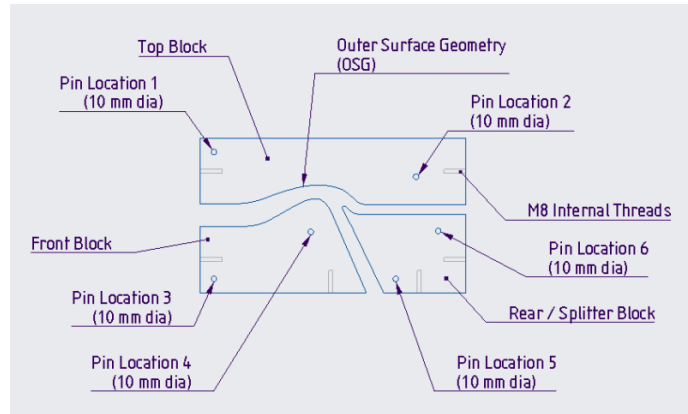 Top Block
Outer Surface Geometry
(OSG)
Pin Location 1
(10 mm dia)
Pin Location 2
(10 mm dia)
M8 Internal Threads
Front Block
Pin Location 6
(10 mm dia)
Pin Location 3
(10 mm dia)
Rear / Splitter Block
Pin Location 4
(10 mm dia)
Pin Location 5
(10 mm dia)